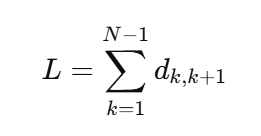 L = \sum_{k=1}^{N-1} d_{k,k+1}